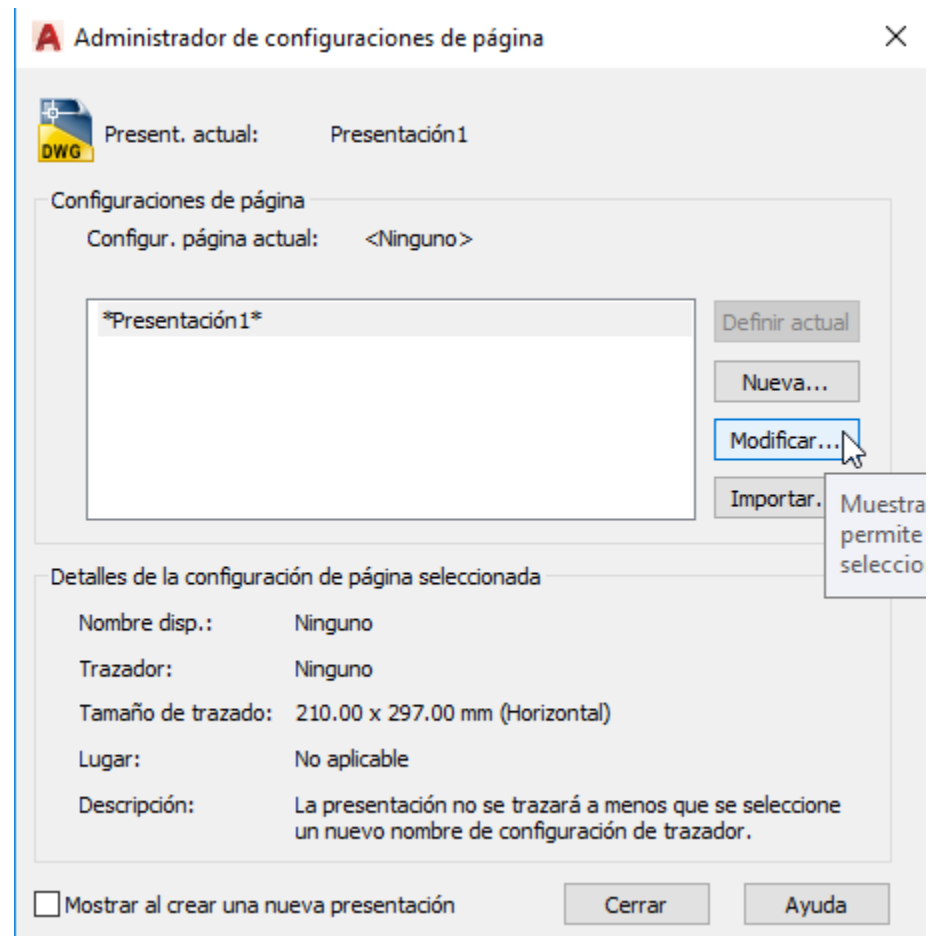 Administrador de configuraciones de página
DWG
Present. actual: Presentación1
Configuraciones de página
Configur. página actual: <Ninguno>
*Presentación1*
Definir actual
Nueva...
Modificar...
Importar.
Muestra
permite
seleccio
Detalles de la configuración de página seleccionada
Nombre disp.: Ninguno
Trazador: Ninguno
Tamaño de trazado: 210.00 x 297.00 mm (Horizontal)
Lugar: No aplicable
Descripción: La presentación no se trazará a menos que se seleccione
un nuevo nombre de configuración de trazador.
Mostrar al crear una nueva presentación
Cerrar
Ayuda